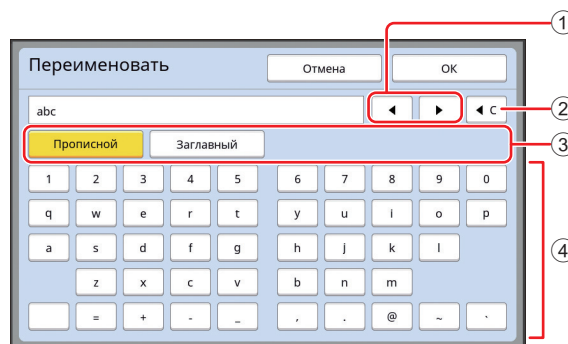 1
Переименовать Отмена ОК
abc ◀ ▶ ◀ C 2
Прописной Заглавный 3
1 2 3 4 5 6 7 8 9 0
q w e r t y u i o p
a s d f g h j k l 4
z x c v b n m
= + - _ , . @ ~ `